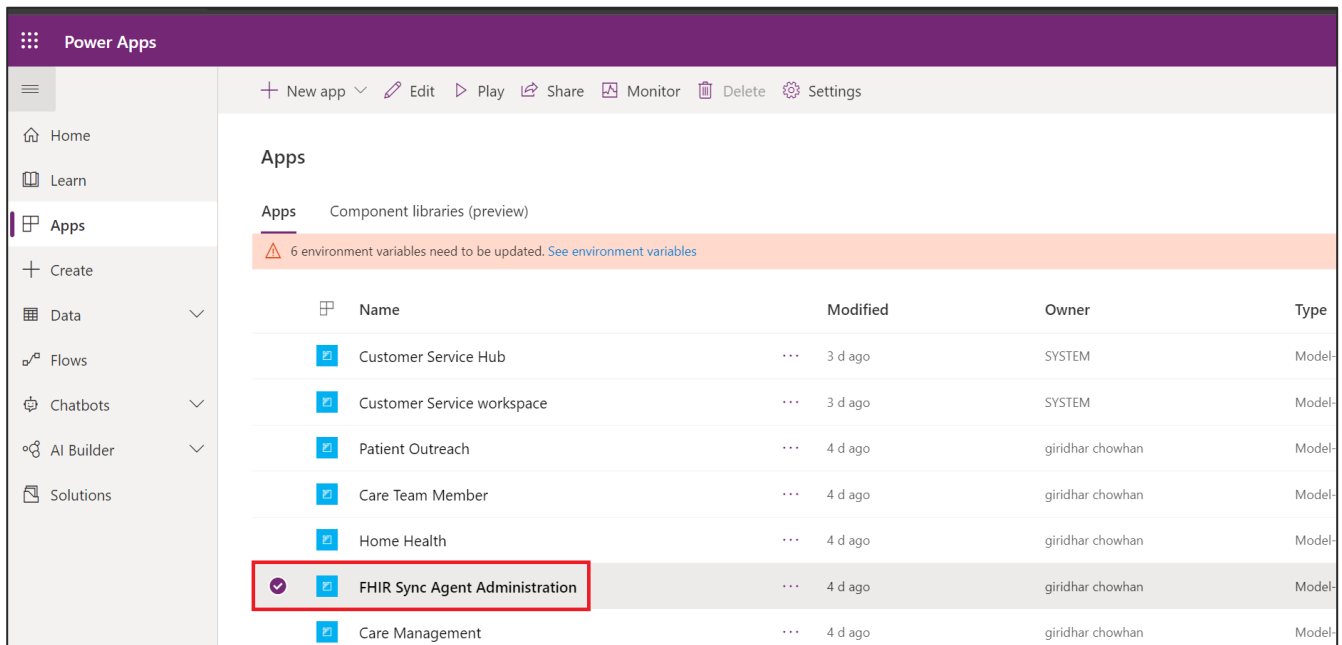 Power Apps
New app Edit Play Share Monitor Delete Settings
Home
Learn
Apps
Create
Data
Flows
Chatbots
AI Builder
Solutions
Apps
Apps Component libraries (preview)
6 environment variables need to be updated. See environment variables
Name Modified Owner Type
Customer Service Hub ... 3 d ago SYSTEM Model-
Customer Service workspace ... 3 d ago SYSTEM Model-
Patient Outreach ... 4 d ago giridhar chowhan Model-
Care Team Member ... 4 d ago giridhar chowhan Model-
Home Health ... 4 d ago giridhar chowhan Model-
FHIR Sync Agent Administration ... 4 d ago giridhar chowhan Model-
Care Management ... 4 d ago giridhar chowhan Model-